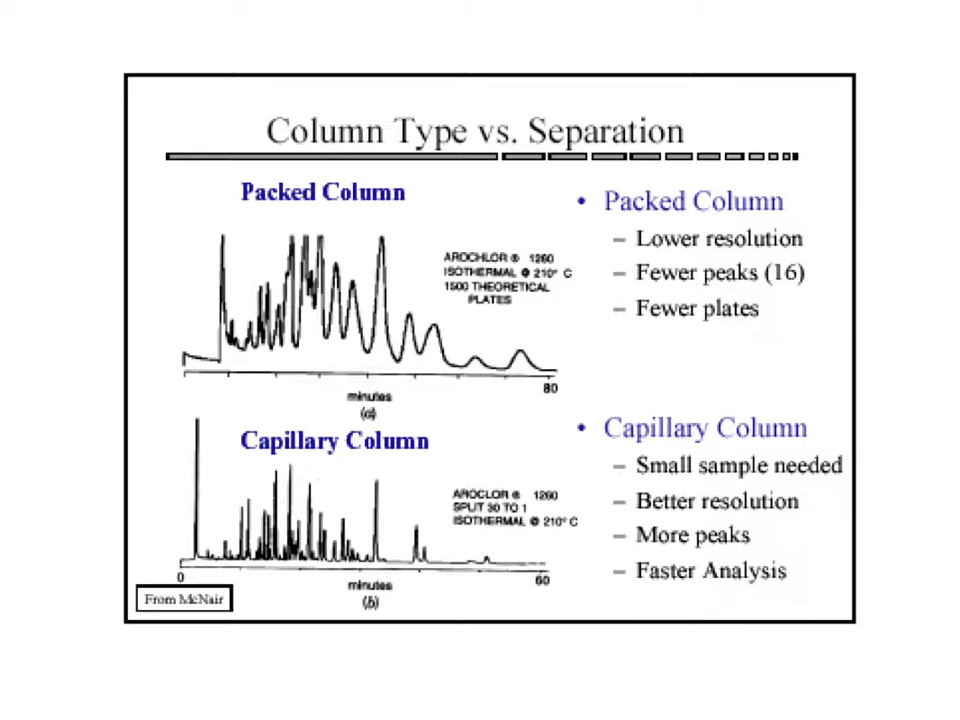 Column Type vs. Separation
Packed Column
AROCHLOR ® 1260
ISOTHERMAL @ 210° C
1500 THEORETICAL
PLATES
80
minutes
(a)
Capillary Column
AROCLOR ® 1260
SPLIT 30 TO 1
ISOTHERMAL @ 210° C
0
minutes
60
(b)
From McNair
• Packed Column
– Lower resolution
– Fewer peaks (16)
– Fewer plates
• Capillary Column
– Small sample needed
– Better resolution
– More peaks
– Faster Analysis